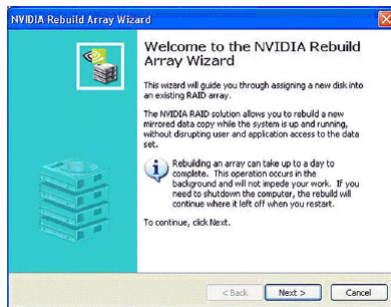 NVIDIA Rebuild Array Wizard
Welcome to the NVIDIA Rebuild
Array Wizard
This wizard will guide you through assigning a new disk into
an existing RAID array.
The NVIDIA RAID solution allows you to rebuild a new
mirrored data copy while the system is up and running,
without disrupting user and application access to the data
set.
Rebuilding an array can take up to a day to
complete. This operation occurs in the
background and will not impede your work. If you
need to shutdown the computer, the rebuild will
continue where it left off when you restart.
To continue, click Next.
< Back Next > Cancel